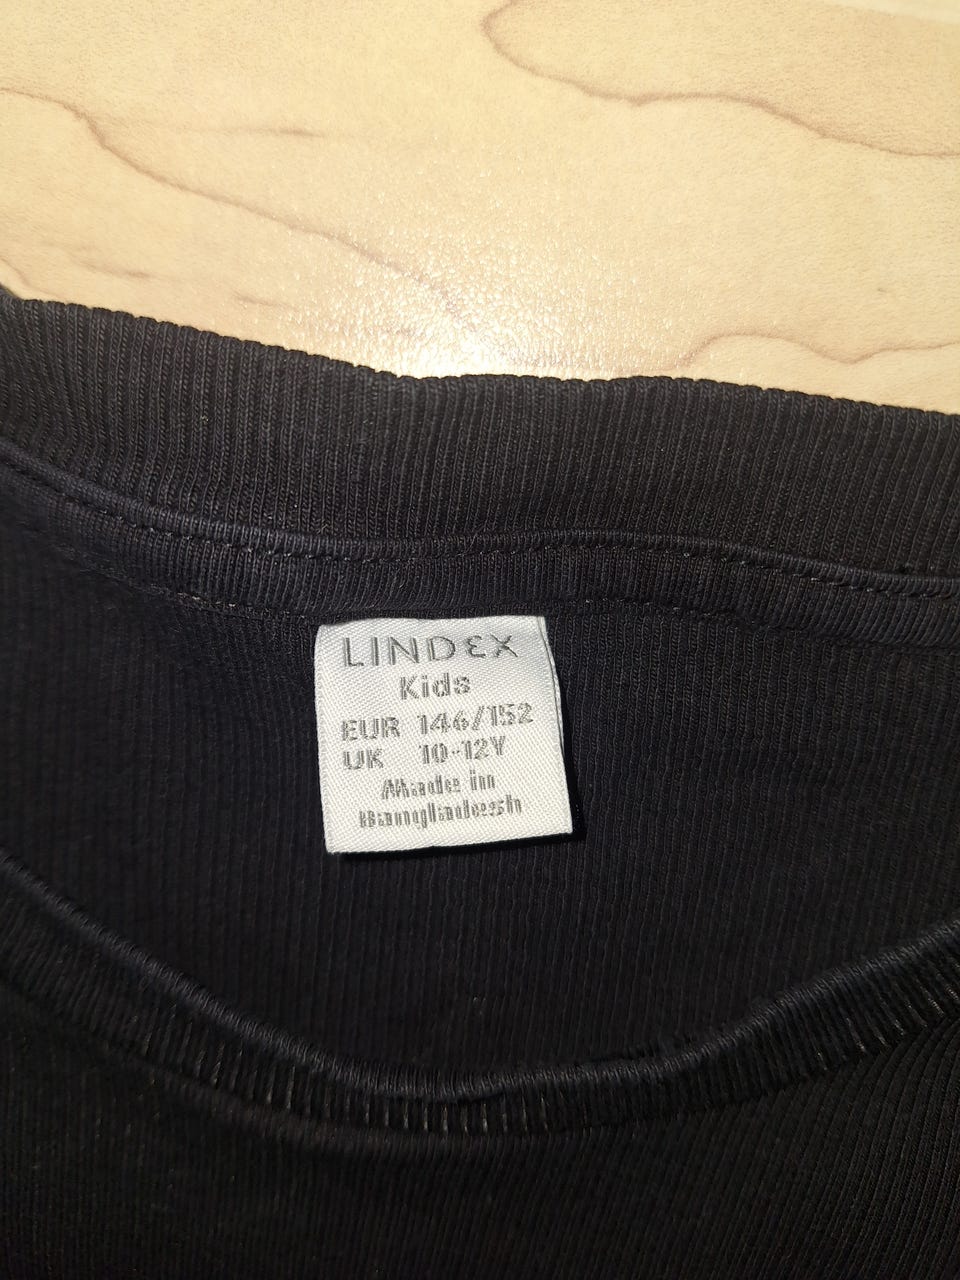 LINDEX
Kids
EUR 146/152
UK 10-12Y
Made in
Bangladesh